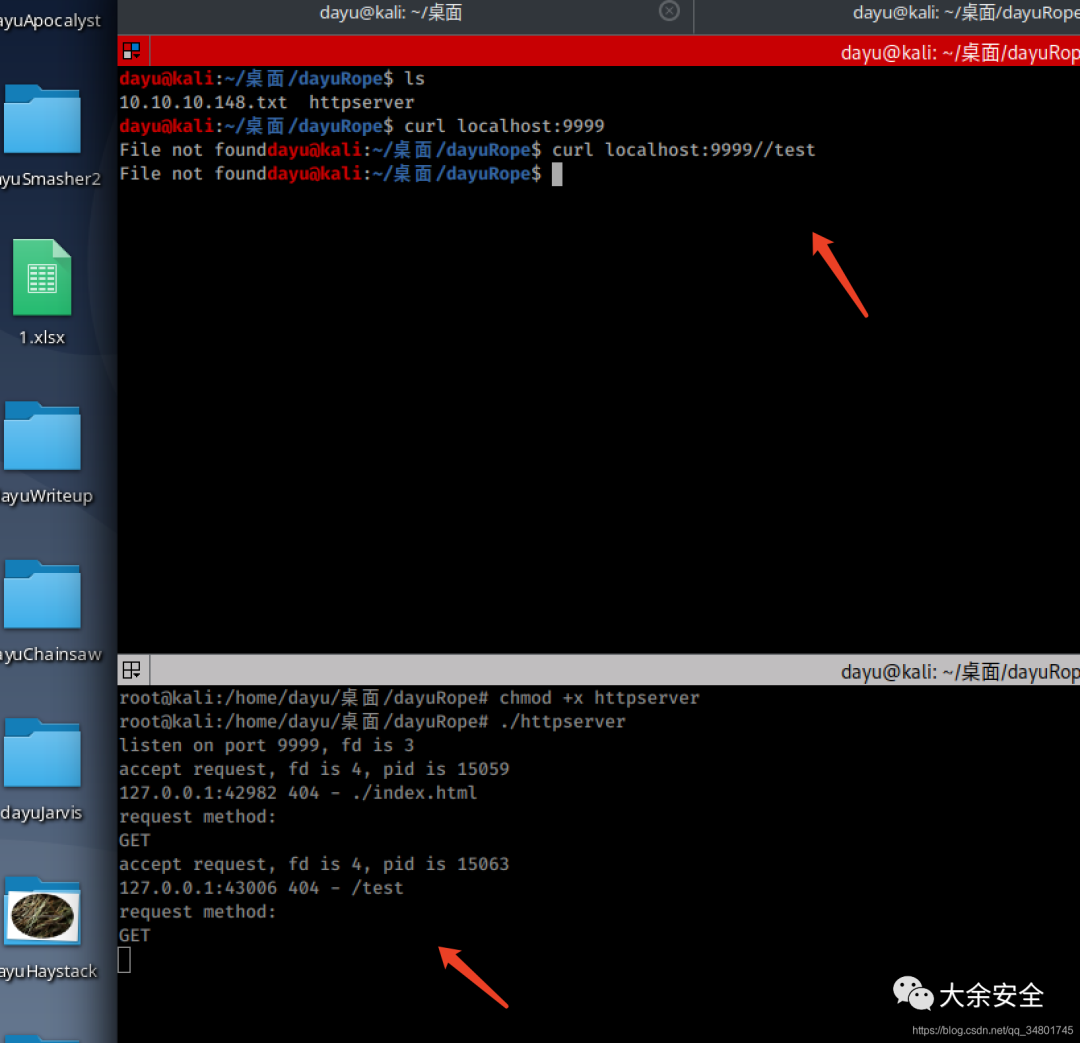 dayu@kali: ~/桌面
dayu@kali: ~/桌面/dayuRope
dayu@kali: ~/桌面/dayuRop
dayu@kali:~/桌面/dayuRope$ ls
10.10.10.148.txt  httpserver
dayu@kali:~/桌面/dayuRope$ curl localhost:9999
File not founddayu@kali:~/桌面/dayuRope$ curl localhost:9999//test
File not founddayu@kali:~/桌面/dayuRope$
dayu@kali: ~/桌面/dayuRop
root@kali:/home/dayu/桌面/dayuRope# chmod +x httpserver
root@kali:/home/dayu/桌面/dayuRope# ./httpserver
listen on port 9999, fd is 3
accept request, fd is 4, pid is 15059
127.0.0.1:42982 404 - ./index.html
request method:
GET
accept request, fd is 4, pid is 15063
127.0.0.1:43006 404 - /test
request method:
GET
ayuApocalyst
ayuSmasher2
1.xlsx
ayuWriteup
ayuChainsaw
dayuJarvis
ayuHaystack
大余安全
https://blog.csdn.net/qq_34801745